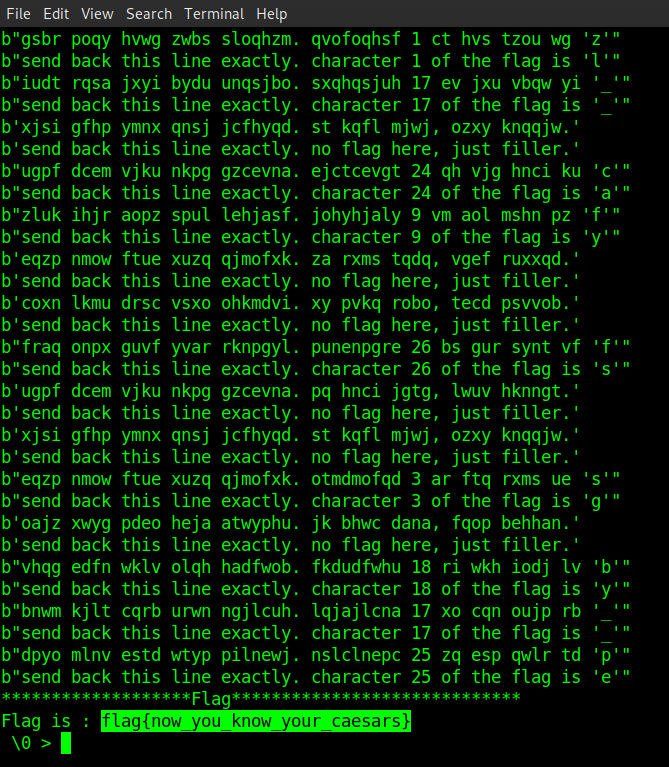 File Edit View Search Terminal Help
b"gsbr poqy hvwg zwbs sloqhzm. qvofoqhsf 1 ct hvs tzou wg 'z'"
b"send back this line exactly. character 1 of the flag is 'l'"
b"iudt rqsa jxyi bydu unqsjbo. sxqhqsjuh 17 ev jxu vbqw yi '_'"
b"send back this line exactly. character 17 of the flag is '_'"
b'xjsi gfhp ymnx qnsj jcfhyqd. st kqfl mjwj, ozxy knqqjw.'
b'send back this line exactly. no flag here, just filler.'
b"ugpf dcem vjku nkpg gzcevna. ejctcevgt 24 qh vjg hnci ku 'c'"
b"send back this line exactly. character 24 of the flag is 'a'"
b"zluk ihjr aopz spul lehjasf. johyhjaly 9 vm aol mshn pz 'f'"
b"send back this line exactly. character 9 of the flag is 'y'"
b'eqzp nmow ftue xuzq qjmofxk. za rxms tqdq, vgef ruxxqd.'
b'send back this line exactly. no flag here, just filler.'
b'coxn lkmu drsc vsxo ohkmdvi. xy pvkq robo, tecd psvvob.'
b'send back this line exactly. no flag here, just filler.'
b"fraq onpx guvf yvar rknpgyl. punenpgre 26 bs gur synt vf 'f'"
b"send back this line exactly. character 26 of the flag is 's'"
b'ugpf dcem vjku nkpg gzcevna. pq hnci jgtg, lwuv hknngt.'
b'send back this line exactly. no flag here, just filler.'
b'xjsi gfhp ymnx qnsj jcfhyqd. st kqfl mjwj, ozxy knqqjw.'
b'send back this line exactly. no flag here, just filler.'
b"eqzp nmow ftue xuzq qjmofxk. otmdmofqd 3 ar ftq rxms ue 's'"
b"send back this line exactly. character 3 of the flag is 'g'"
b'oajz xwyg pdeo heja atwyphu. jk bhwc dana, fqop behhan.'
b'send back this line exactly. no flag here, just filler.'
b"vhqg edfn wklv olqh hadfwob. fkdudfwhu 18 ri wkh iodj lv 'b'"
b"send back this line exactly. character 18 of the flag is 'y'"
b"bnwm kjlt cqrb urwn ngjlcuh. lqjajlcna 17 xo cqn oujp rb '_'"
b"send back this line exactly. character 17 of the flag is '_'"
b"dpyo mlnv estd wtyp pilnewj. nslclnepc 25 zq esp qwlr td 'p'"
b"send back this line exactly. character 25 of the flag is 'e'"
*******************Flag*****************************
Flag is : flag{now_you_know_your_caesars}
\0 >